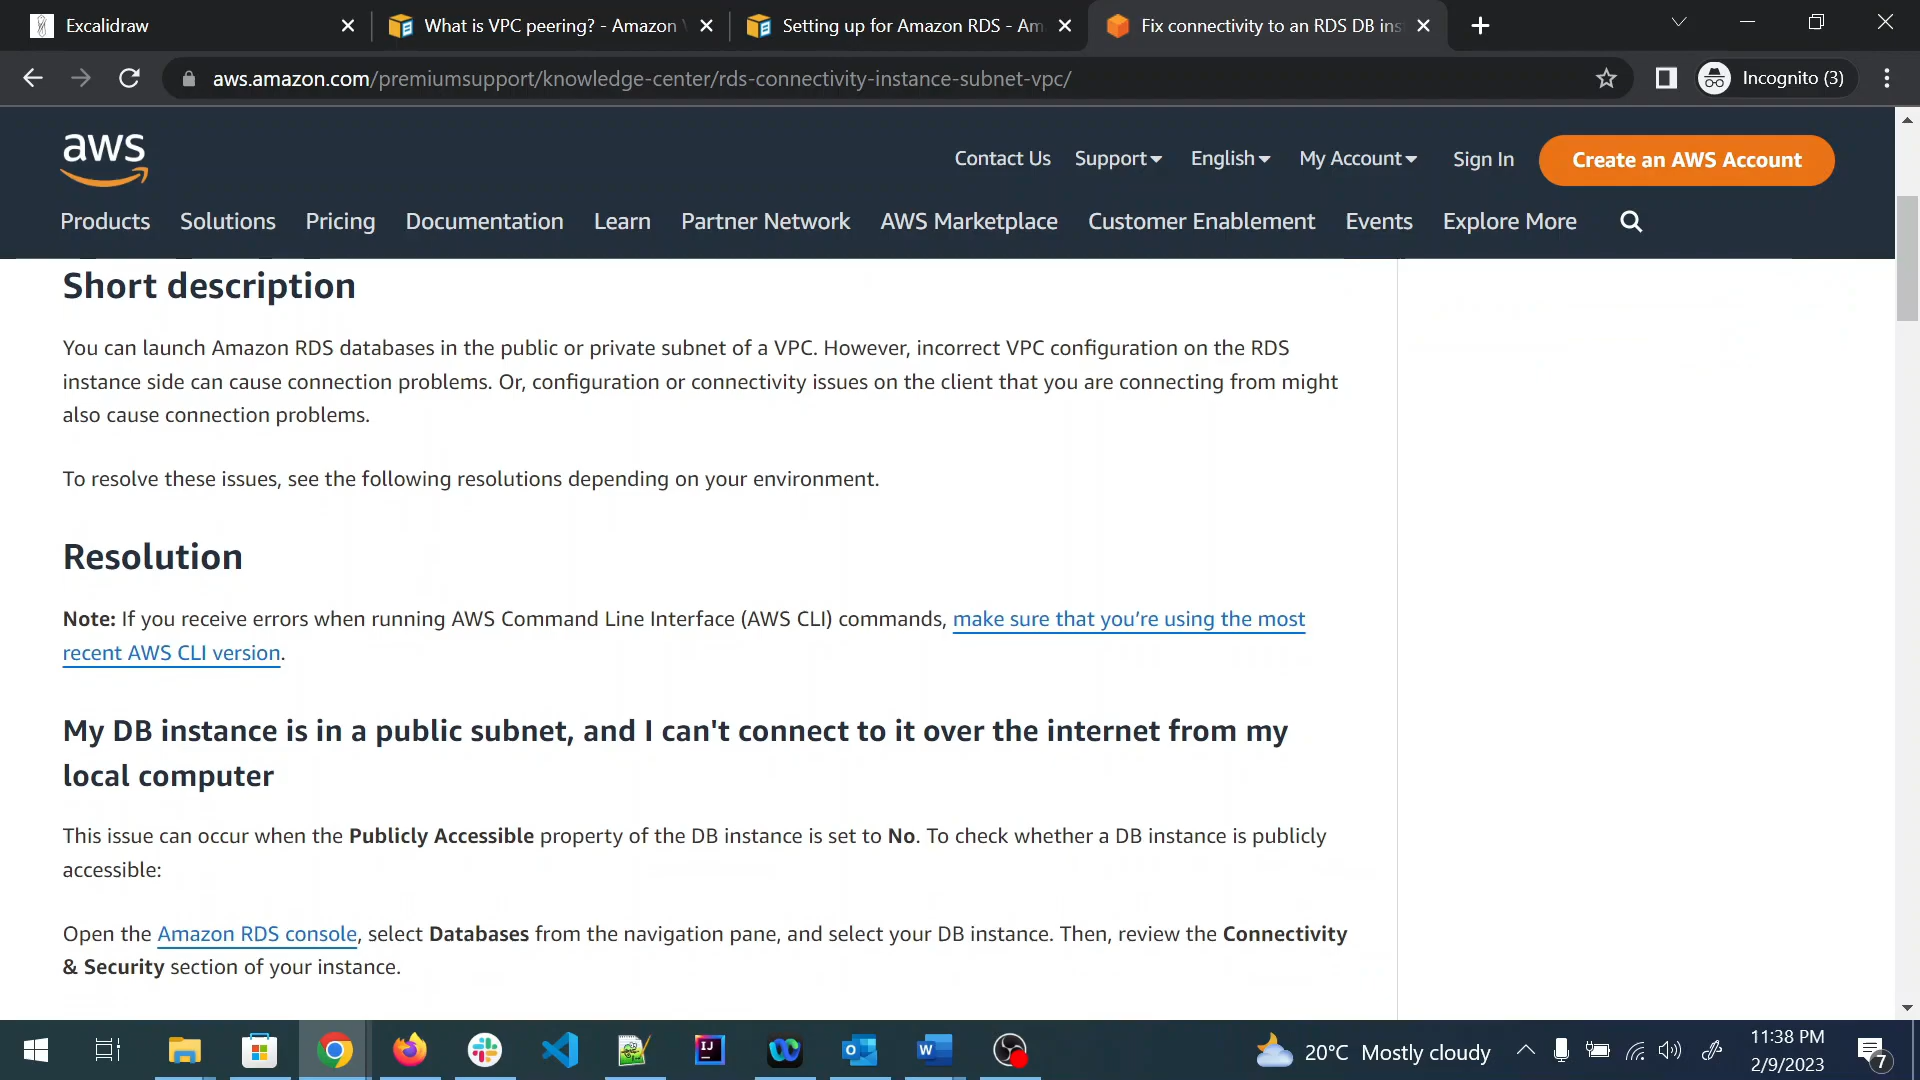 Excalidraw
What is VPC peering? - Amazon
Setting up for Amazon RDS - Am
Fix connectivity to an RDS DB ins
aws.amazon.com/premiumsupport/knowledge-center/rds-connectivity-instance-subnet-vpc/
Incognito (3)
aws
Contact Us Support English My Account Sign In Create an AWS Account
Products Solutions Pricing Documentation Learn Partner Network AWS Marketplace Customer Enablement Events Explore More
Short description
You can launch Amazon RDS databases in the public or private subnet of a VPC. However, incorrect VPC configuration on the RDS
instance side can cause connection problems. Or, configuration or connectivity issues on the client that you are connecting from might
also cause connection problems.
To resolve these issues, see the following resolutions depending on your environment.
Resolution
Note: If you receive errors when running AWS Command Line Interface (AWS CLI) commands, make sure that you’re using the most
recent AWS CLI version.
My DB instance is in a public subnet, and I can't connect to it over the internet from my
local computer
This issue can occur when the Publicly Accessible property of the DB instance is set to No. To check whether a DB instance is publicly
accessible:
Open the Amazon RDS console, select Databases from the navigation pane, and select your DB instance. Then, review the Connectivity
& Security section of your instance.
IJ
O
W
20°C Mostly cloudy
11:38 PM
2/9/2023
7